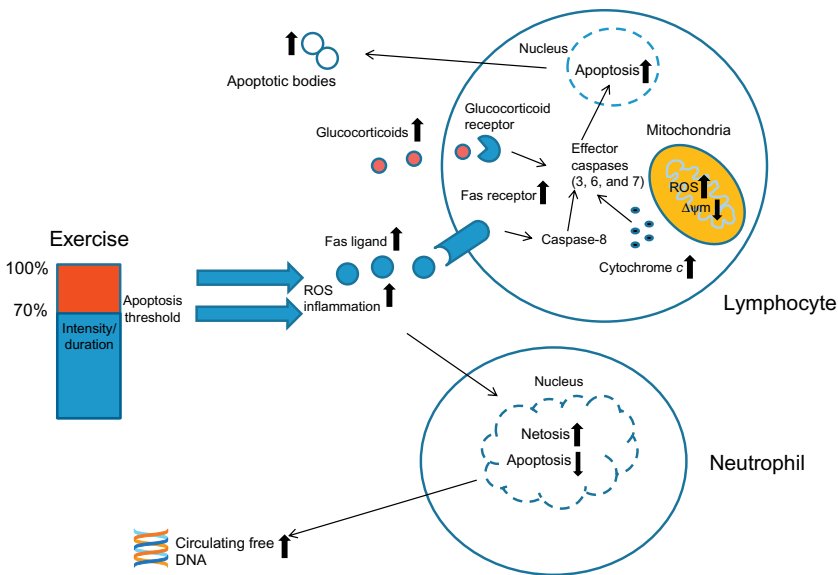 Nucleus
Apoptosis
Apoptotic bodies
Glucocorticoids
Glucocorticoid
receptor
Mitochondria
Effector
caspases
(3, 6, and 7)
ROS
Δψm
Fas receptor
Fas ligand
Caspase-8
Cytochrome c
Lymphocyte
Exercise
100%
70%
Apoptosis
threshold
Intensity/
duration
ROS
inflammation
Nucleus
Netosis
Apoptosis
Neutrophil
Circulating free
DNA